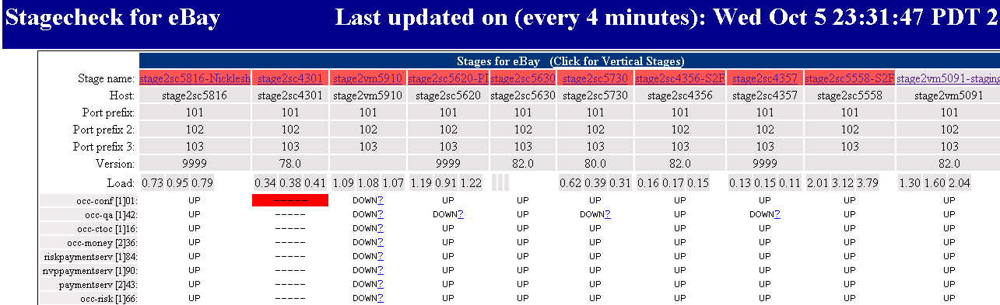 Stagecheck for eBay Last updated on (every 4 minutes): Wed Oct 5 23:31:47 PDT 2
Stages for eBay (Click for Vertical Stages)
Stage name: stage2sc5816-Nicklesh stage2sc4301 stage2vm5910 stage2sc5620-PI stage2sc5630 stage2sc5730 stage2sc4356-S2F stage2sc4357 stage2sc5558-S2F stage2vm5091-staging
Host: stage2sc5816 stage2sc4301 stage2vm5910 stage2sc5620 stage2sc5630 stage2sc5730 stage2sc4356 stage2sc4357 stage2sc5558 stage2vm5091
Port prefix: 101 101 101 101 101 101 101 101 101 101
Port prefix 2: 102 102 102 102 102 102 102 102 102 102
Port prefix 3: 103 103 103 103 103 103 103 103 103 103
Version: 9999 78.0 9999 82.0 80.0 82.0 9999 82.0
Load: 0.73 0.95 0.79 0.34 0.38 0.41 1.09 1.08 1.07 1.19 0.91 1.22 0.62 0.39 0.31 0.16 0.17 0.15 0.13 0.15 0.11 2.01 3.12 3.79 1.30 1.60 2.04
occ-conf [1]01: UP ----- DOWN? UP UP UP UP UP UP UP
occ-qa [1]42: UP ----- DOWN? DOWN? UP DOWN? UP DOWN? UP UP
occ-ctoc [1]16: UP ----- DOWN? UP UP UP UP UP UP UP
occ-money [2]36: UP ----- DOWN? UP UP UP UP UP UP UP
riskpaymentserv [1]84: UP ----- DOWN? UP UP UP UP UP UP UP
nvppaymentserv [1]90: UP ----- DOWN? UP UP UP UP UP UP UP
paymentserv [2]43: UP ----- DOWN? UP UP UP UP UP UP UP
occ-risk [1]66: UP ----- DOWN? UP UP UP UP UP UP UP